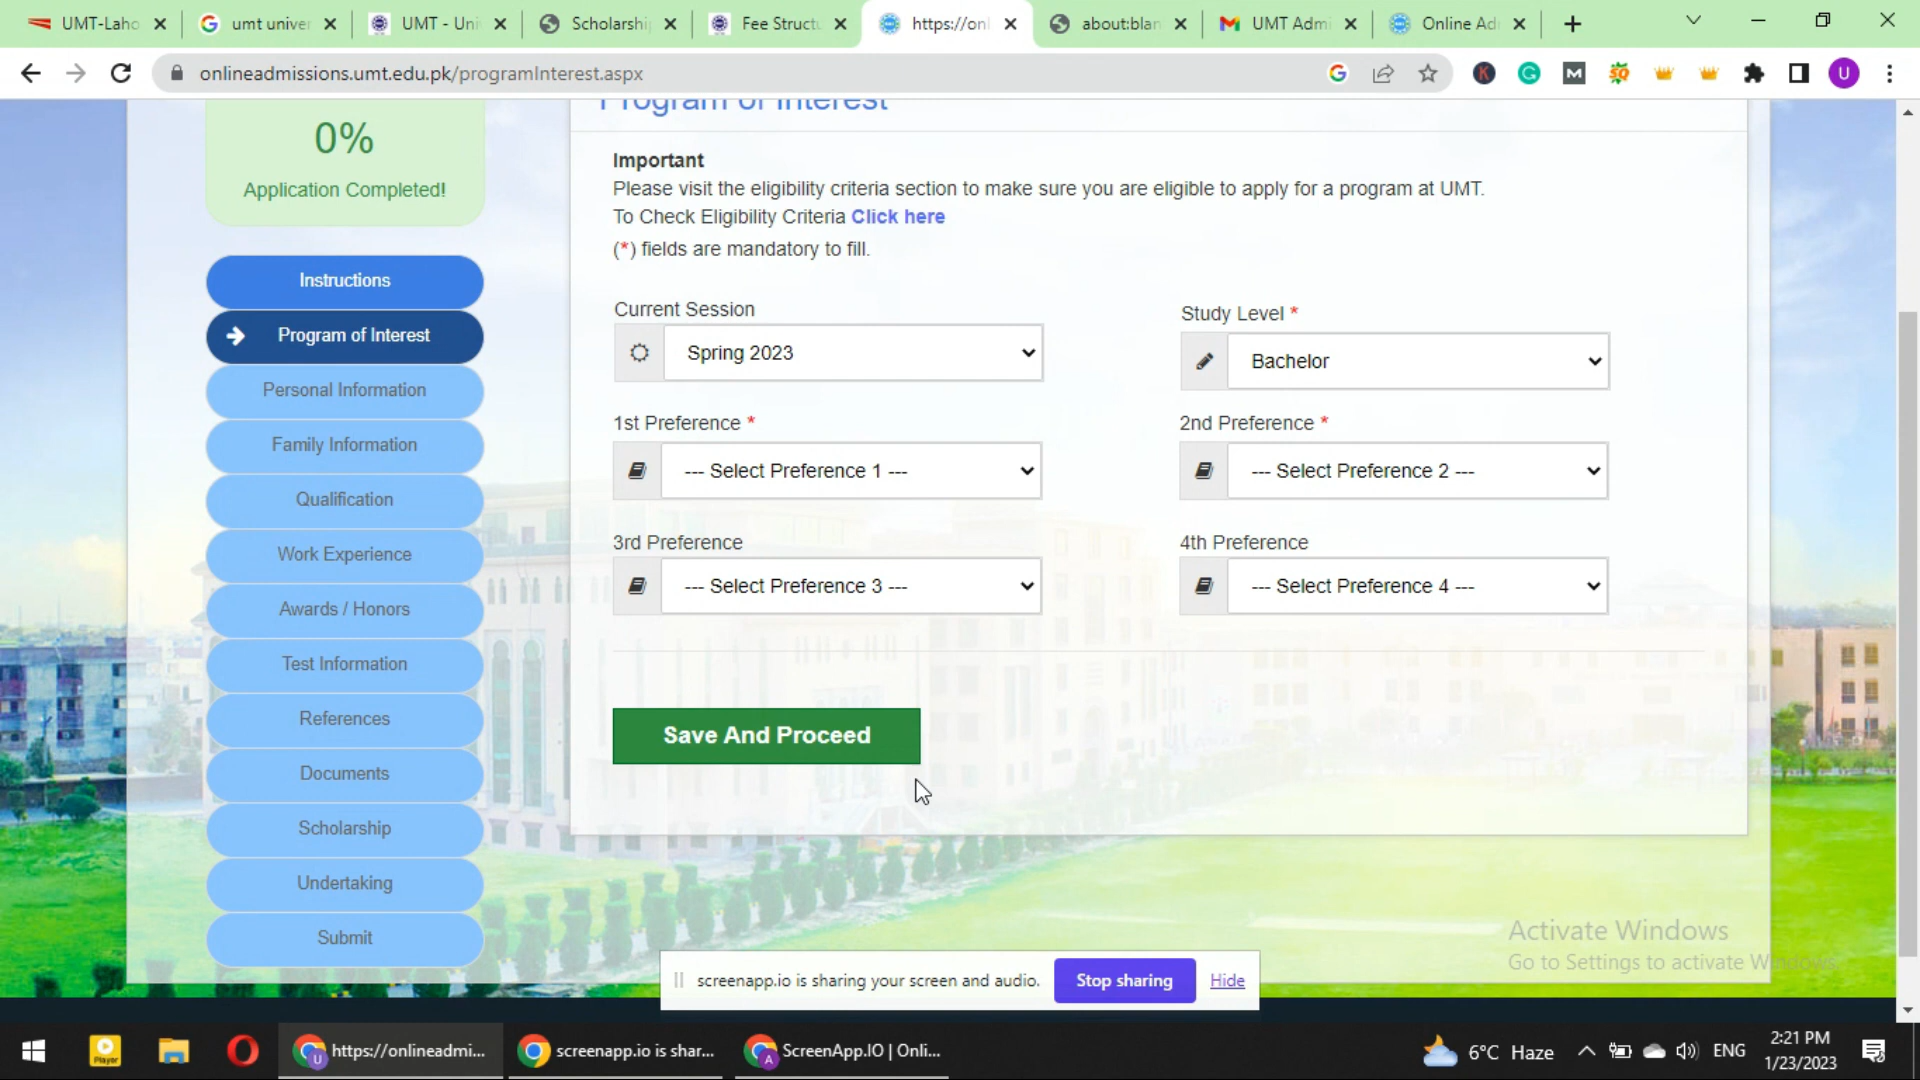 UMT-Laho
umt univer
UMT - Uni
Scholarship
Fee Structu
https://onl
about:blan
UMT Admi
Online Adm
onlineadmissions.umt.edu.pk/programInterest.aspx
Program of Interest
0%
Application Completed!
Important
Please visit the eligibility criteria section to make sure you are eligible to apply for a program at UMT.
To Check Eligibility Criteria Click here
(*) fields are mandatory to fill.
Instructions
Program of Interest
Personal Information
Family Information
Qualification
Work Experience
Awards / Honors
Test Information
References
Documents
Scholarship
Undertaking
Submit
Current Session
Spring 2023
Study Level *
Bachelor
1st Preference *
--- Select Preference 1 ---
2nd Preference *
--- Select Preference 2 ---
3rd Preference
--- Select Preference 3 ---
4th Preference
--- Select Preference 4 ---
Save And Proceed
Activate Windows
Go to Settings to activate Windows.
screenapp.io is sharing your screen and audio.
Stop sharing
Hide
Player
https://onlineadmi...
screenapp.io is shar...
ScreenApp.IO | Onli...
6°C Haze
ENG
2:21 PM
1/23/2023